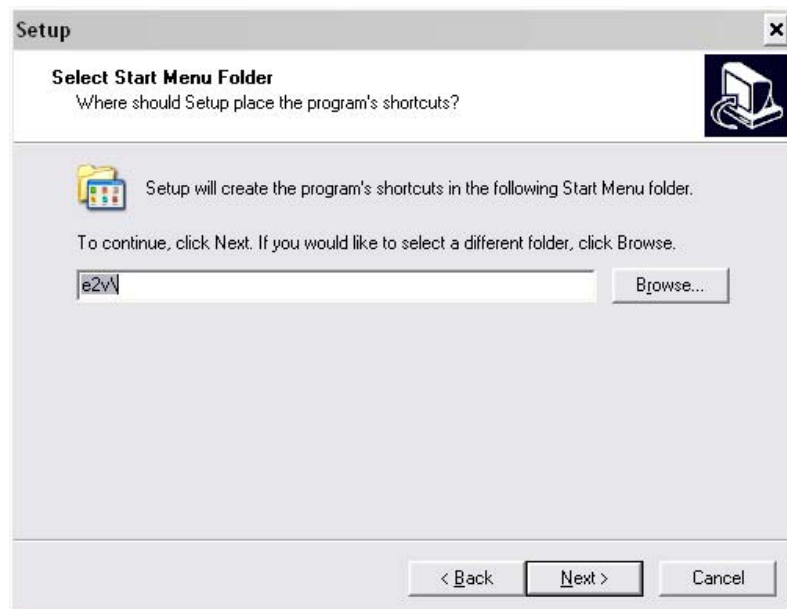 Setup
Select Start Menu Folder
Where should Setup place the program's shortcuts?
Setup will create the program's shortcuts in the following Start Menu folder.
To continue, click Next. If you would like to select a different folder, click Browse.
e2v\
Browse...
< Back
Next >
Cancel